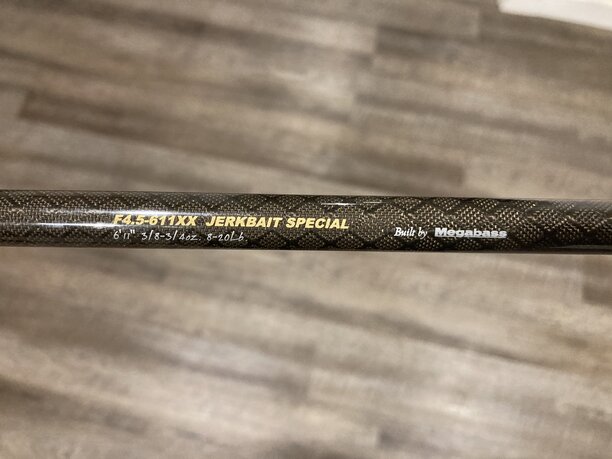 F4.5-611XX JERKBAIT SPECIAL
6'11" 3/8-3/4oz. 8-20Lb.
Built by Megabass